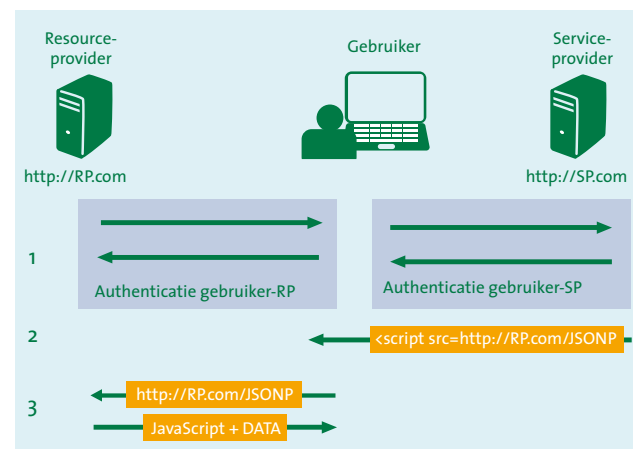 Resource-
provider
Gebruiker
Service-
provider
http://RP.com
http://SP.com
1
Authenticatie gebruiker-RP
Authenticatie gebruiker-SP
2
<script src=http://RP.com/JSONP
3
http://RP.com/JSONP
JavaScript + DATA